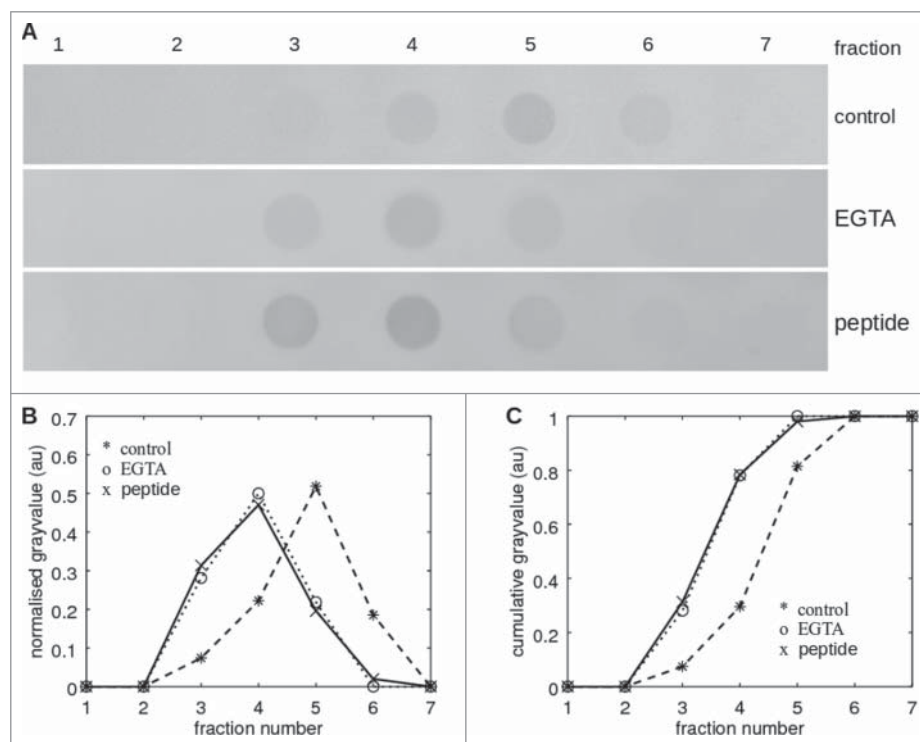 A
1 2 3 4 5 6 7 fraction
control
EGTA
peptide
B
0.7
0.6
0.5
0.4
0.3
0.2
0.1
0
normalised grayvalue (au)
* control
o EGTA
x peptide
1 2 3 4 5 6 7
fraction number
C
1
0.8
0.6
0.4
0.2
0
cumulative grayvalue (au)
* control
o EGTA
x peptide
1 2 3 4 5 6 7
fraction number